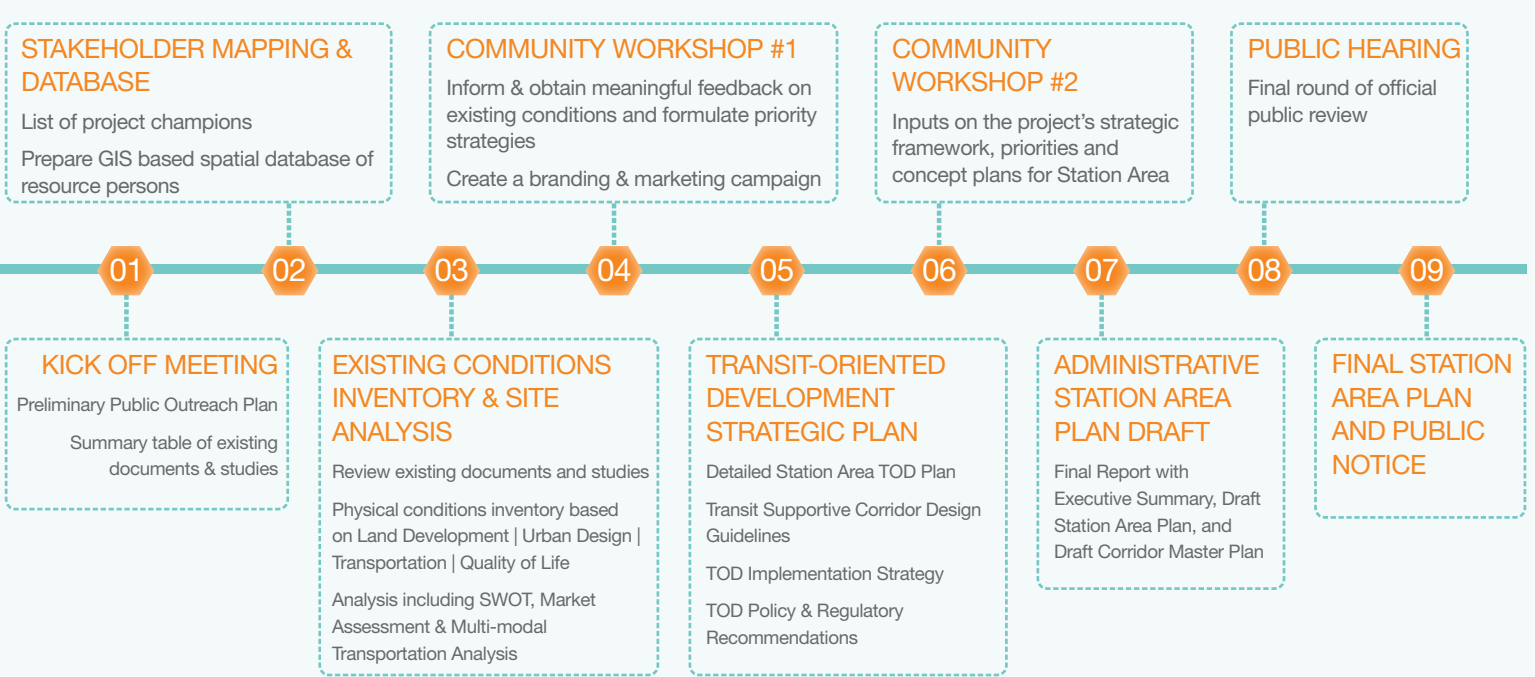 STAKEHOLDER MAPPING &
DATABASE
List of project champions
Prepare GIS based spatial database of
resource persons
COMMUNITY WORKSHOP #1
Inform & obtain meaningful feedback on
existing conditions and formulate priority
strategies
Create a branding & marketing campaign
COMMUNITY
WORKSHOP #2
Inputs on the project's strategic
framework, priorities and
concept plans for Station Area
PUBLIC HEARING
Final round of official
public review
01
02
03
04
05
06
07
08
09
KICK OFF MEETING
Preliminary Public Outreach Plan
Summary table of existing
documents & studies
EXISTING CONDITIONS
INVENTORY & SITE
ANALYSIS
Review existing documents and studies
Physical conditions inventory based
on Land Development | Urban Design |
Transportation | Quality of Life
Analysis including SWOT, Market
Assessment & Multi-modal
Transportation Analysis
TRANSIT-ORIENTED
DEVELOPMENT
STRATEGIC PLAN
Detailed Station Area TOD Plan
Transit Supportive Corridor Design
Guidelines
TOD Implementation Strategy
TOD Policy & Regulatory
Recommendations
ADMINISTRATIVE
STATION AREA
PLAN DRAFT
Final Report with
Executive Summary, Draft
Station Area Plan, and
Draft Corridor Master Plan
FINAL STATION
AREA PLAN
AND PUBLIC
NOTICE